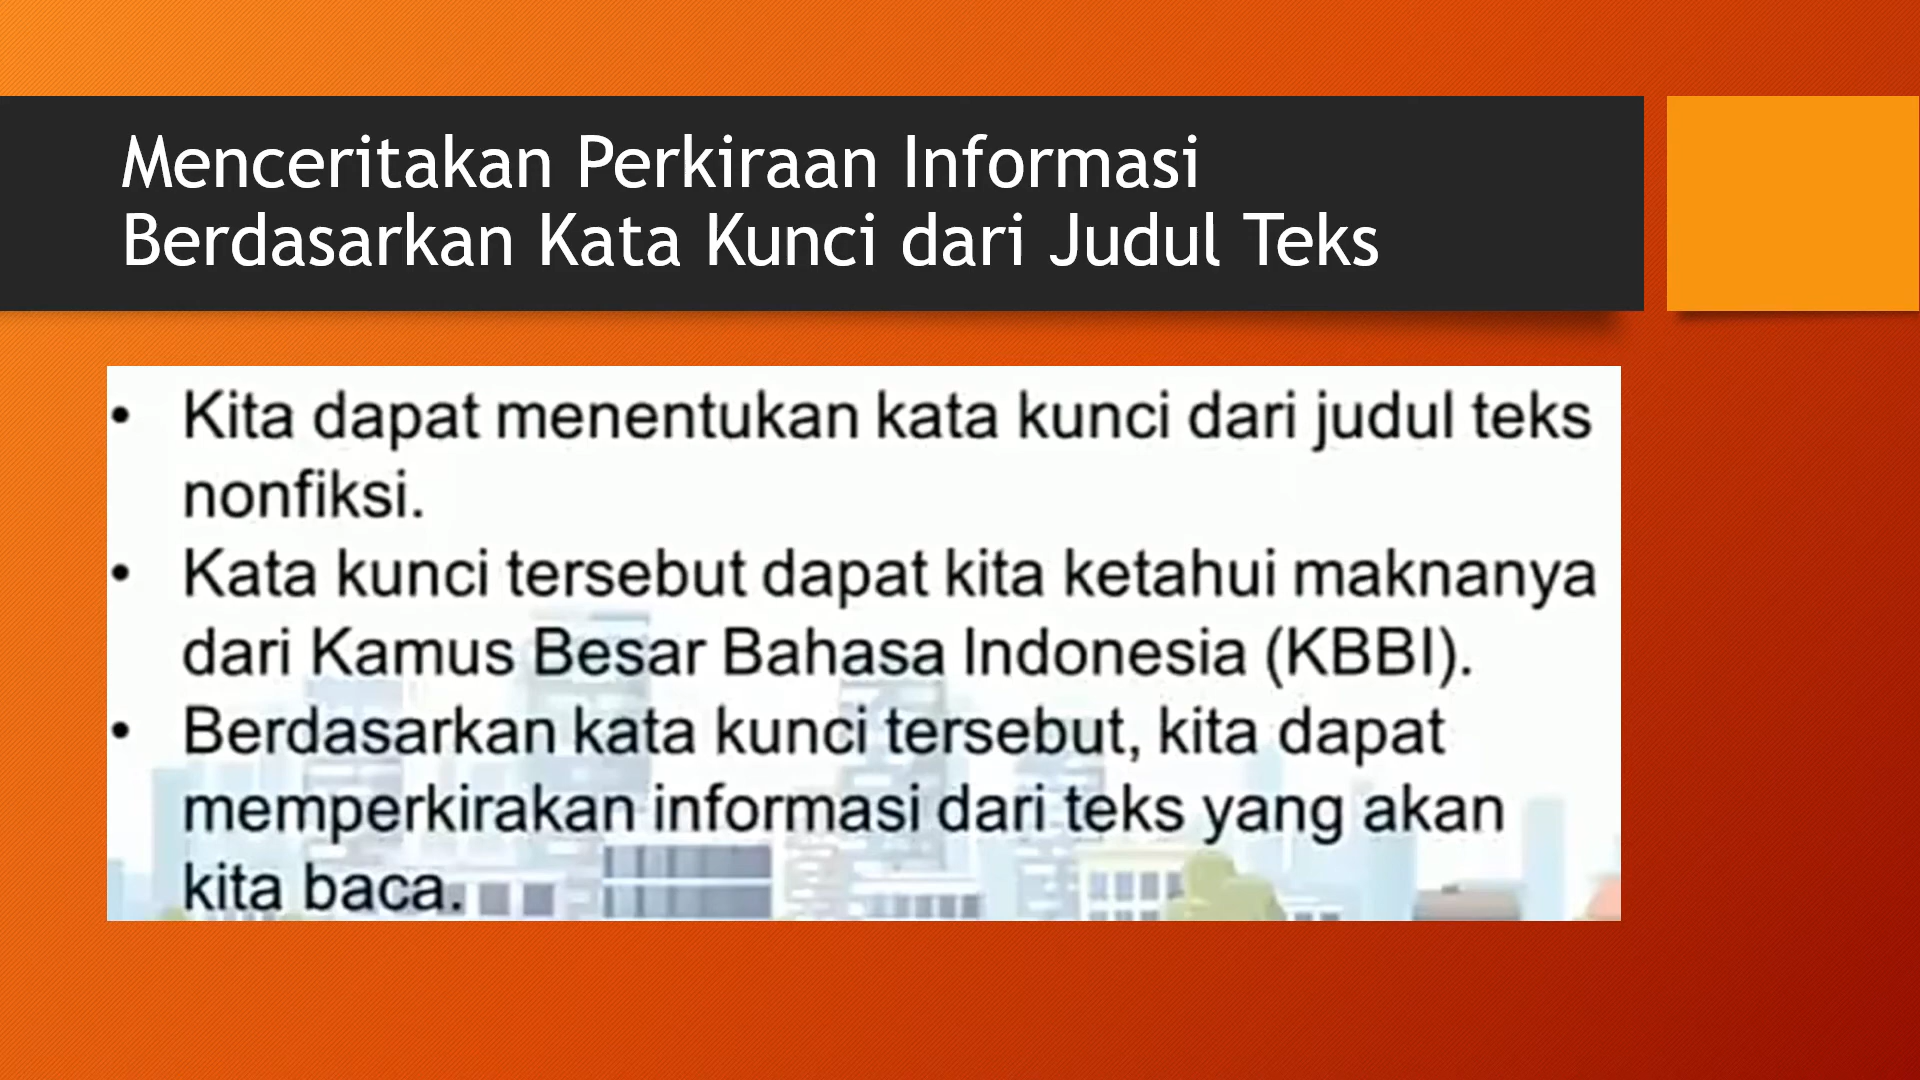 Menceritakan Perkiraan Informasi
Berdasarkan Kata Kunci dari Judul Teks
• Kita dapat menentukan kata kunci dari judul teks
nonfiksi.
• Kata kunci tersebut dapat kita ketahui maknanya
dari Kamus Besar Bahasa Indonesia (KBBI).
• Berdasarkan kata kunci tersebut, kita dapat
memperkirakan informasi dari teks yang akan
kita baca.